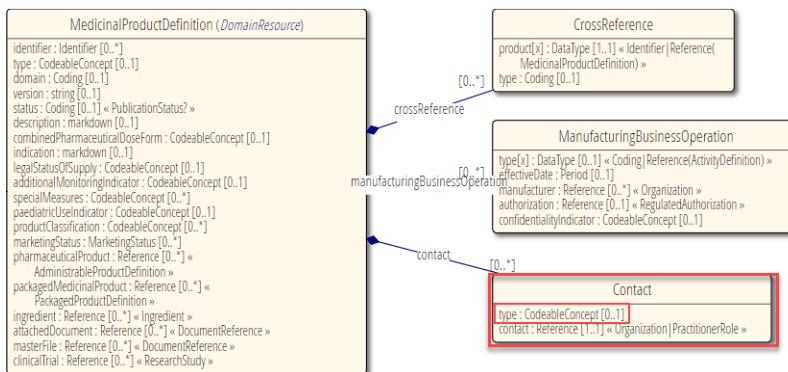 MedicinalProductDefinition (DomainResource)
identifier : Identifier [0..*]
type : CodeableConcept [0..1]
domain : Coding [0..1]
version : string [0..1]
status : Coding [0..1] « PublicationStatus? »
description : markdown [0..1]
combinedPharmaceuticalDoseForm : CodeableConcept [0..1]
indication : markdown [0..1]
legalStatusOfSupply : CodeableConcept [0..1]
additionalMonitoringIndicator : CodeableConcept [0..1]
specialMeasures : CodeableConcept [0..*]
paediatricUseIndicator : CodeableConcept [0..1]
productClassification : CodeableConcept [0..*]
marketingStatus : MarketingStatus [0..*]
pharmaceuticalProduct : Reference [0..*] «
AdministrableProductDefinition »
packagedMedicinalProduct : Reference [0..*] «
PackagedProductDefinition »
ingredient : Reference [0..*] « Ingredient »
attachedDocument : Reference [0..*] « DocumentReference »
masterFile : Reference [0..*] « DocumentReference »
clinicalTrial : Reference [0..*] « ResearchStudy »
crossReference
[0..*]
CrossReference
product[x] : DataType [1..1] « Identifier|Reference(
MedicinalProductDefinition) »
type : Coding [0..1]
manufacturingBusinessOperation
[0..*]
ManufacturingBusinessOperation
type[x] : DataType [0..1] « Coding|Reference(ActivityDefinition) »
effectiveDate : Period [0..1]
manufacturer : Reference [0..*] « Organization »
authorization : Reference [0..1] « RegulatedAuthorization »
confidentialityIndicator : CodeableConcept [0..1]
contact
[0..*]
Contact
type : CodeableConcept [0..1]
contact : Reference [1..1] « Organization|PractitionerRole »